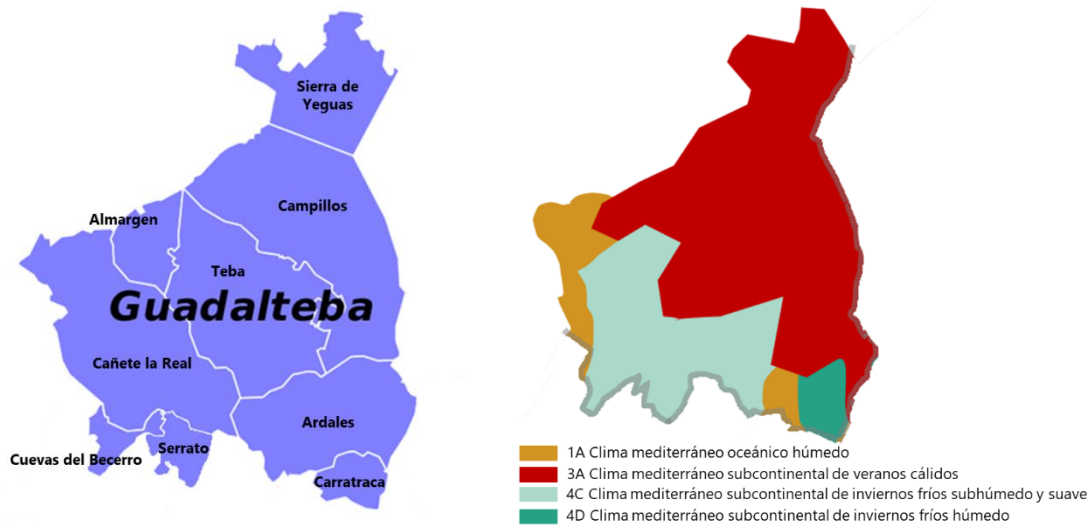 Sierra de
Yeguas
Campillos
Almargen
Teba
Guadalteba
Cañete la Real
Ardales
Cuevas del Becerro
Serrato
Carratraca
1A Clima mediterráneo oceánico húmedo
3A Clima mediterráneo subcontinental de veranos cálidos
4C Clima mediterráneo subcontinental de inviernos fríos subhúmedo y suave
4D Clima mediterráneo subcontinental de inviernos fríos húmedo